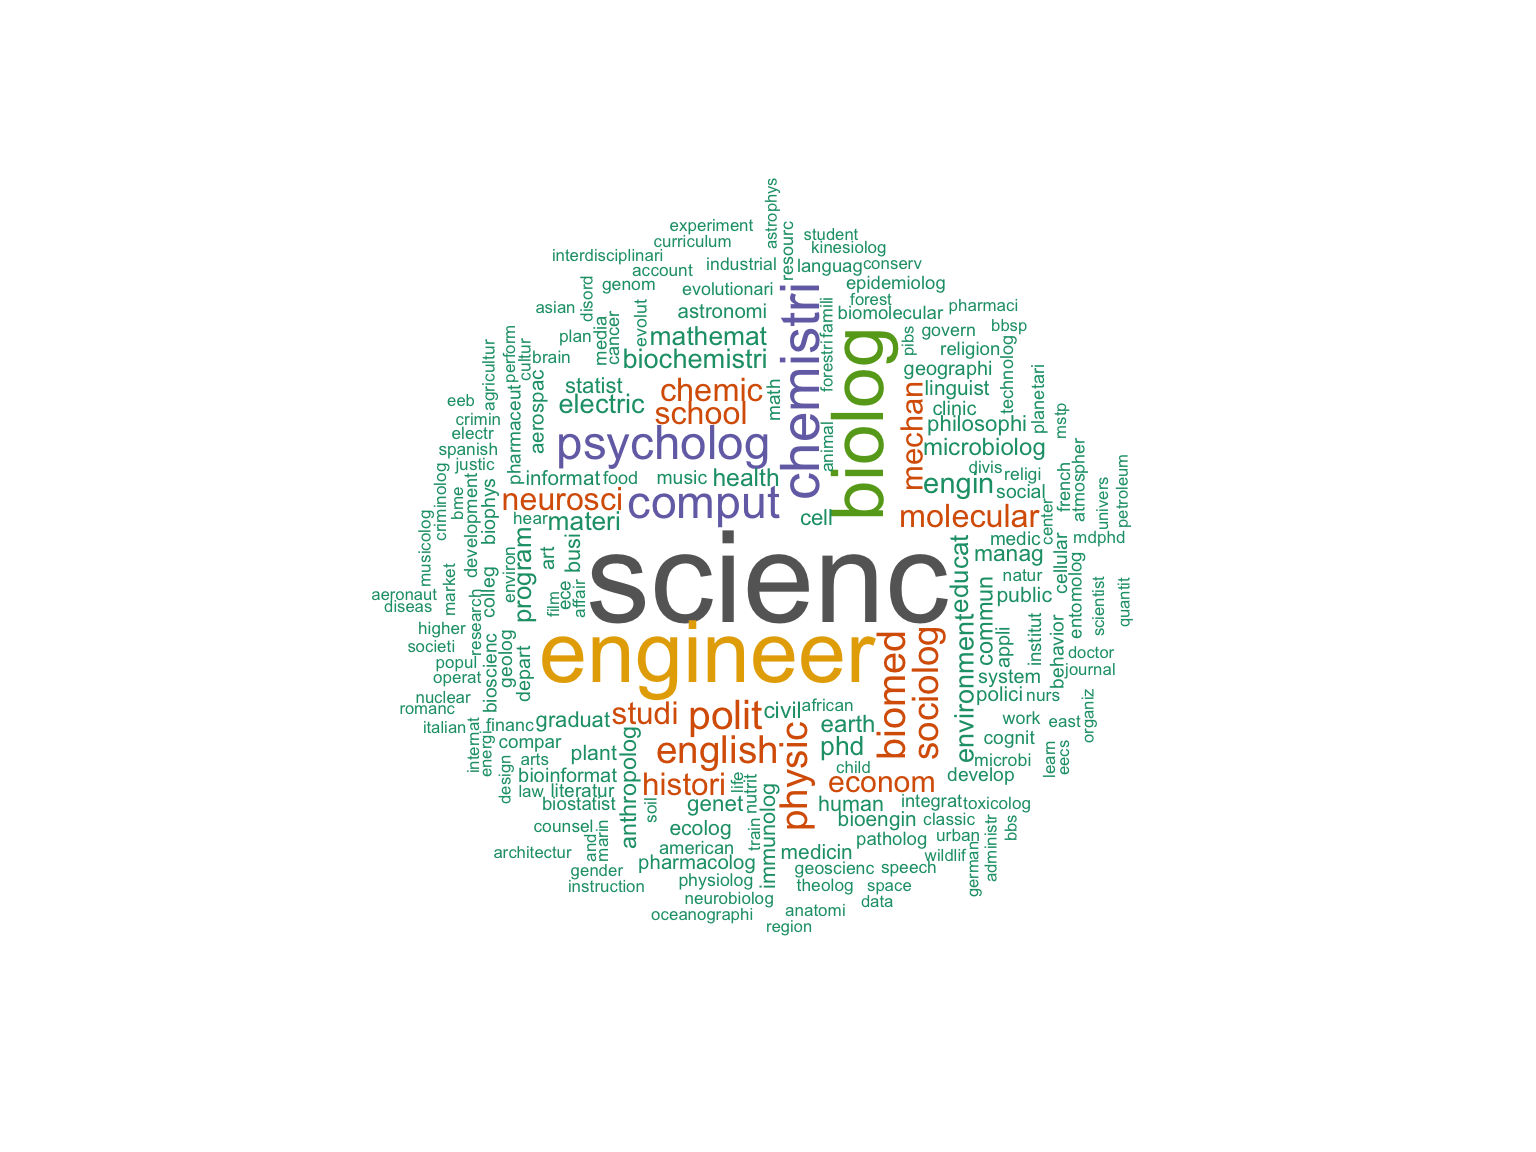 astrophys
experiment
student
curriculum
resourc
kinesiolog
interdisciplinari
account
industrial
languag
conserv
disord
genom
evolutionari
epidemiolog
asian
evolut
astronomi
chemistri
famili
forest
biomolecular
pharmaci
plan
media
cancer
mathemat
biolog
pibs
govern
bbsp
perform
cultur
brain
biochemistri
forestri
religion
technolog
agricultur
statist
chemic
math
geographi
linguist
planetari
eeb
pharmaceut
aerospac
electric
school
mechan
clinic
mstp
crimin
electr
psycholog
animal
philosophi
spanish
microbiolog
atmospher
justic
informat
food
music
health
divis
religi
french
petroleum
criminolog
bme
development
biophys
neurosci
comput
engin
social
univers
hear
materi
cell
molecular
center
musicolog
program
art
busi
scienc
educat
medic
mdphd
manag
cellular
entomolog
aeronaut
diseas
market
colleg
environ
film
ece
affair
natur
public
scientist
quantit
higher
research
engineer
environment
commun
appli
institut
behavior
societi
popul
operat
bioscienc
geolog
depart
biomed
sociolog
doctor
journal
system
nuclear
romanc
studi
polit
civil
african
polici
nurs
organiz
italian
internat
energi
financ
graduat
earth
work
east
compar
plant
anthropolog
english
physic
phd
cognit
learn
eecs
design
arts
bioinformat
child
microbi
law
literatur
histori
life
nutrit
econom
develop
biostatist
soil
genet
immunolog
human
integrat
toxicolog
counsel
and
marin
ecolog
train
bioengin
classic
administr
bbs
american
patholog
urban
architectur
pharmacolog
medicin
wildlif
german
gender
geoscienc
speech
instruction
physiolog
theolog
space
neurobiolog
data
oceanographi
anatomi
region